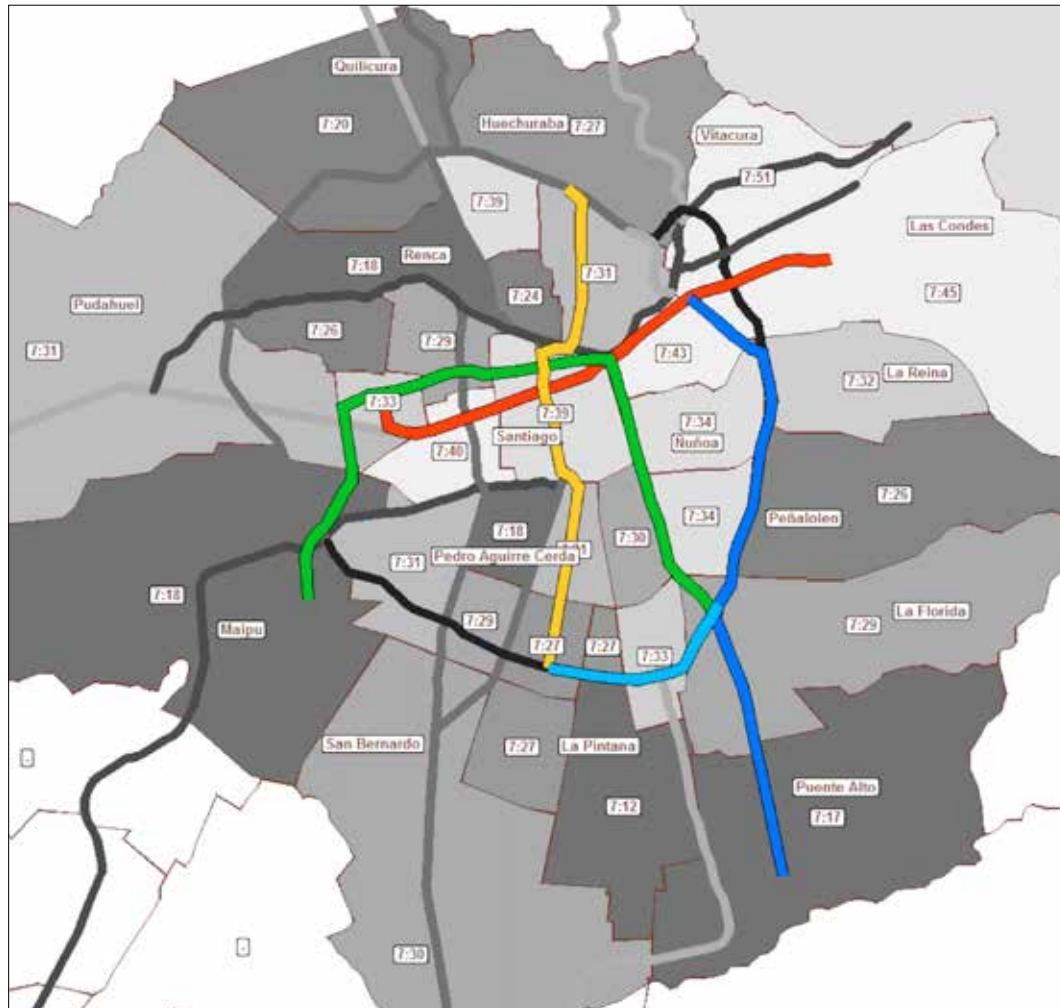 Quilicura
7:20
Huechuraba
7:27
Vitacura
7:51
7:39
Las Condes
7:45
Renca
7:18
7:31
Pudahuel
7:31
7:24
7:26
7:29
7:43
7:32
La Reina
7:33
7:39
7:34
Ñuñoa
Santiago
7:40
7:26
7:34
Peñalolen
7:18
7:30
Pedro Aguirre Cerda
7:31
7:18
Maipu
La Florida
7:29
7:29
7:27
7:27
7:33
San Bernardo
7:27
La Pintana
Puente Alto
7:12
7:17
7:30